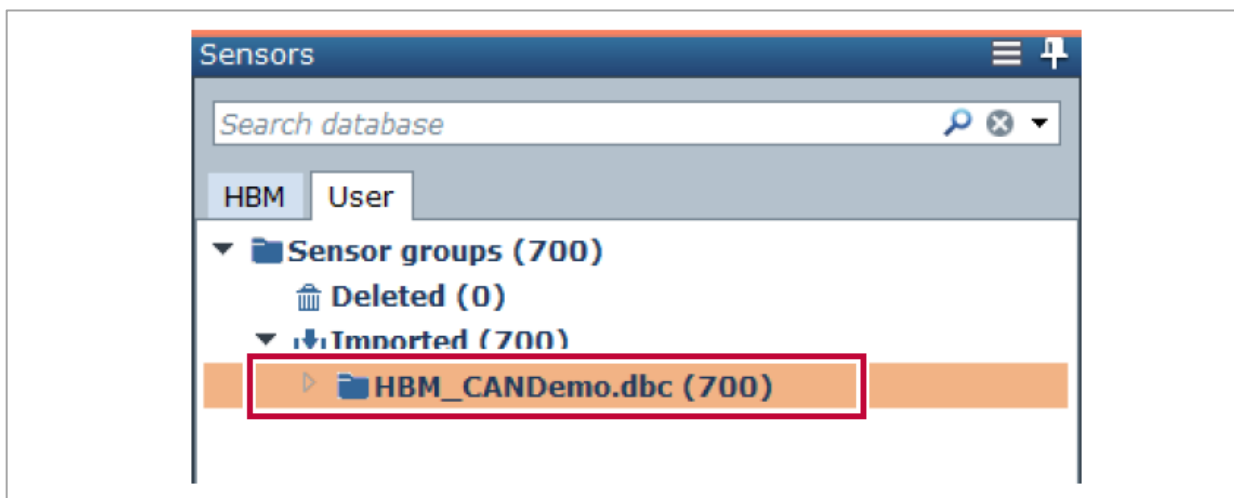 Sensors
Search database
HBM User
Sensor groups (700)
Deleted (0)
Imported (700)
HBM_CANDemo.dbc (700)